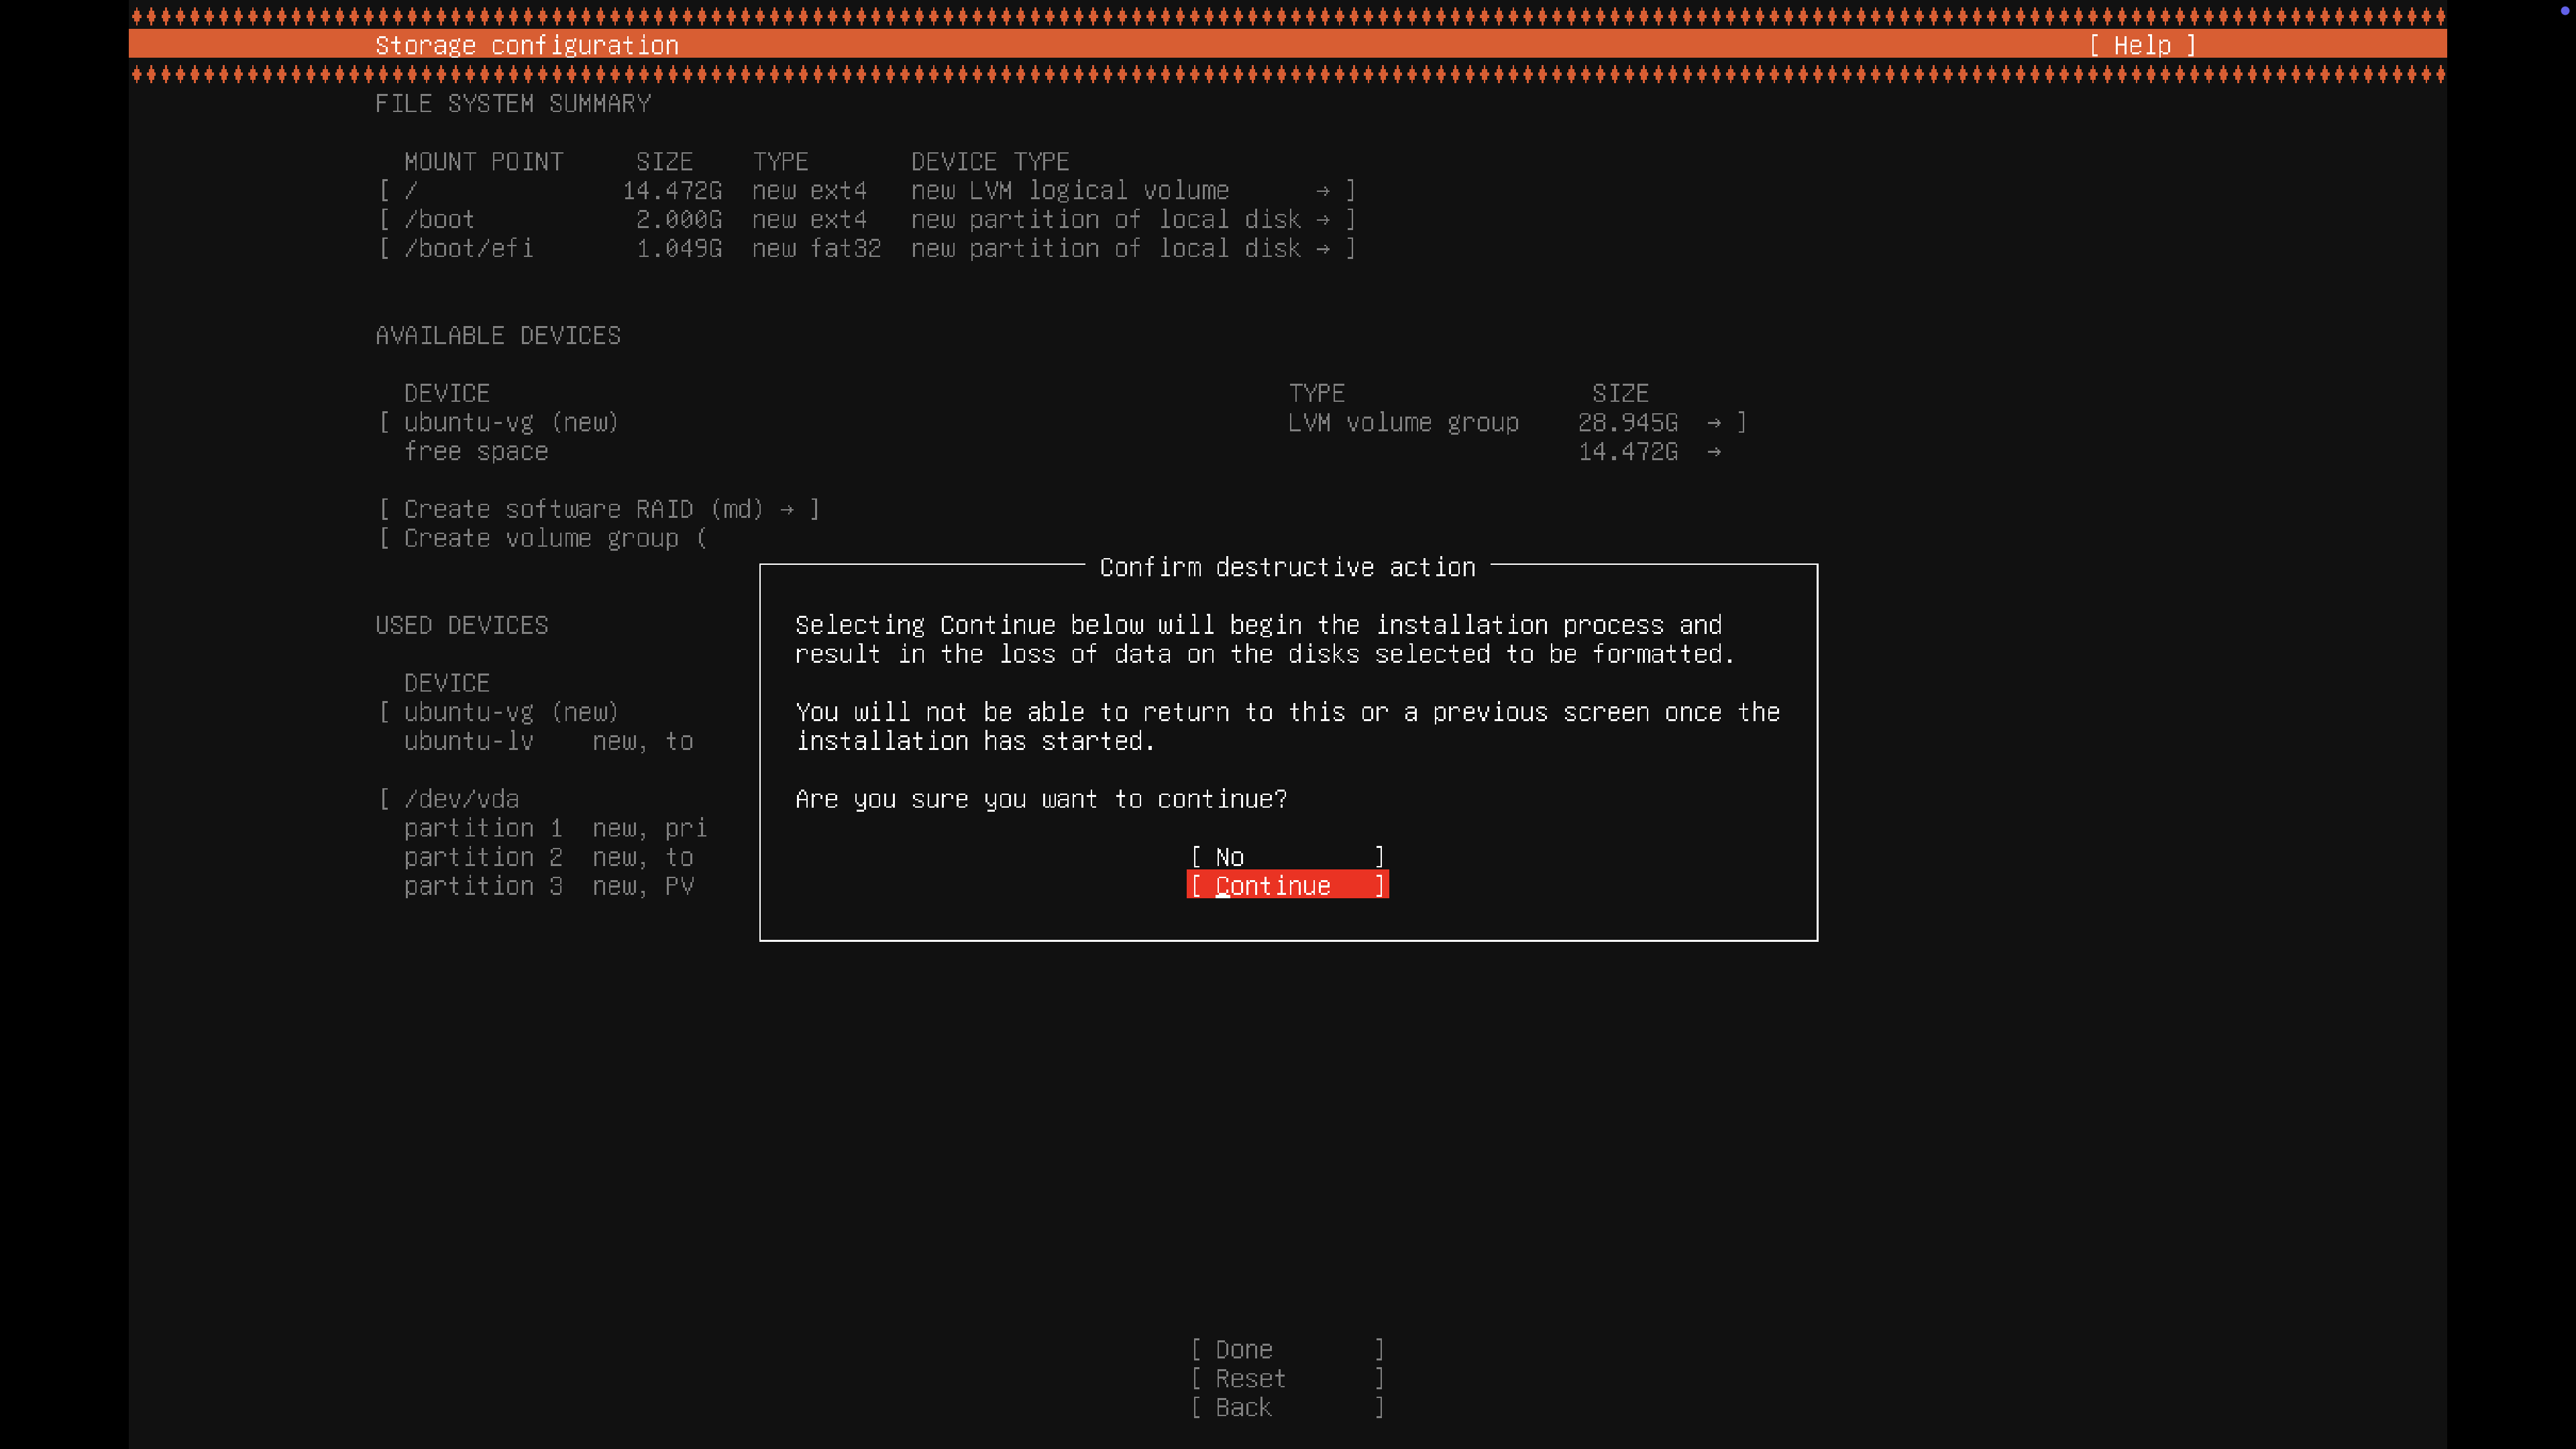 Storage configuration [ Help ]
FILE SYSTEM SUMMARY
MOUNT POINT SIZE TYPE DEVICE TYPE
[ / 14.472G new ext4 new LVM logical volume → ]
[ /boot 2.000G new ext4 new partition of local disk → ]
[ /boot/efi 1.049G new fat32 new partition of local disk → ]
AVAILABLE DEVICES
DEVICE TYPE SIZE
[ ubuntu-vg (new) LVM volume group 28.945G → ]
free space 14.472G →
[ Create software RAID (md) → ]
[ Create volume group (
Confirm destructive action
Selecting Continue below will begin the installation process and
result in the loss of data on the disks selected to be formatted.
You will not be able to return to this or a previous screen once the
installation has started.
Are you sure you want to continue?
[ No ]
[ Continue ]
USED DEVICES
DEVICE
[ ubuntu-vg (new)
ubuntu-lv new, to
[ /dev/vda
partition 1 new, pri
partition 2 new, to
partition 3 new, PV
[ Done ]
[ Reset ]
[ Back ]